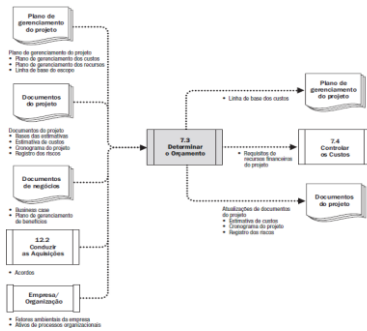 Plano de
gerenciamento
do projeto
Plano de gerenciamento do projeto
• Plano de gerenciamento dos custos
• Plano de gerenciamento dos recursos
• Linha de base do escopo
Documentos
do projeto
Documentos do projeto
• Bases das estimativas
• Estimativa de custos
• Cronograma do projeto
• Registro dos riscos
Documentos
de negócios
• Business case
• Plano de gerenciamento
de benefícios
12.2
Conduzir
as Aquisições
• Acordos
Empresa/
Organização
• Fatores ambientais da empresa
• Ativos de processos organizacionais
7.3
Determinar
o Orçamento
• Linha de base dos custos
• Requisitos de
recursos financeiros
do projeto
Atualizações de documentos
do projeto
• Estimativa de custos
• Cronograma do projeto
• Registro dos riscos
Plano de
gerenciamento
do projeto
7.4
Controlar
os Custos
Documentos
do projeto